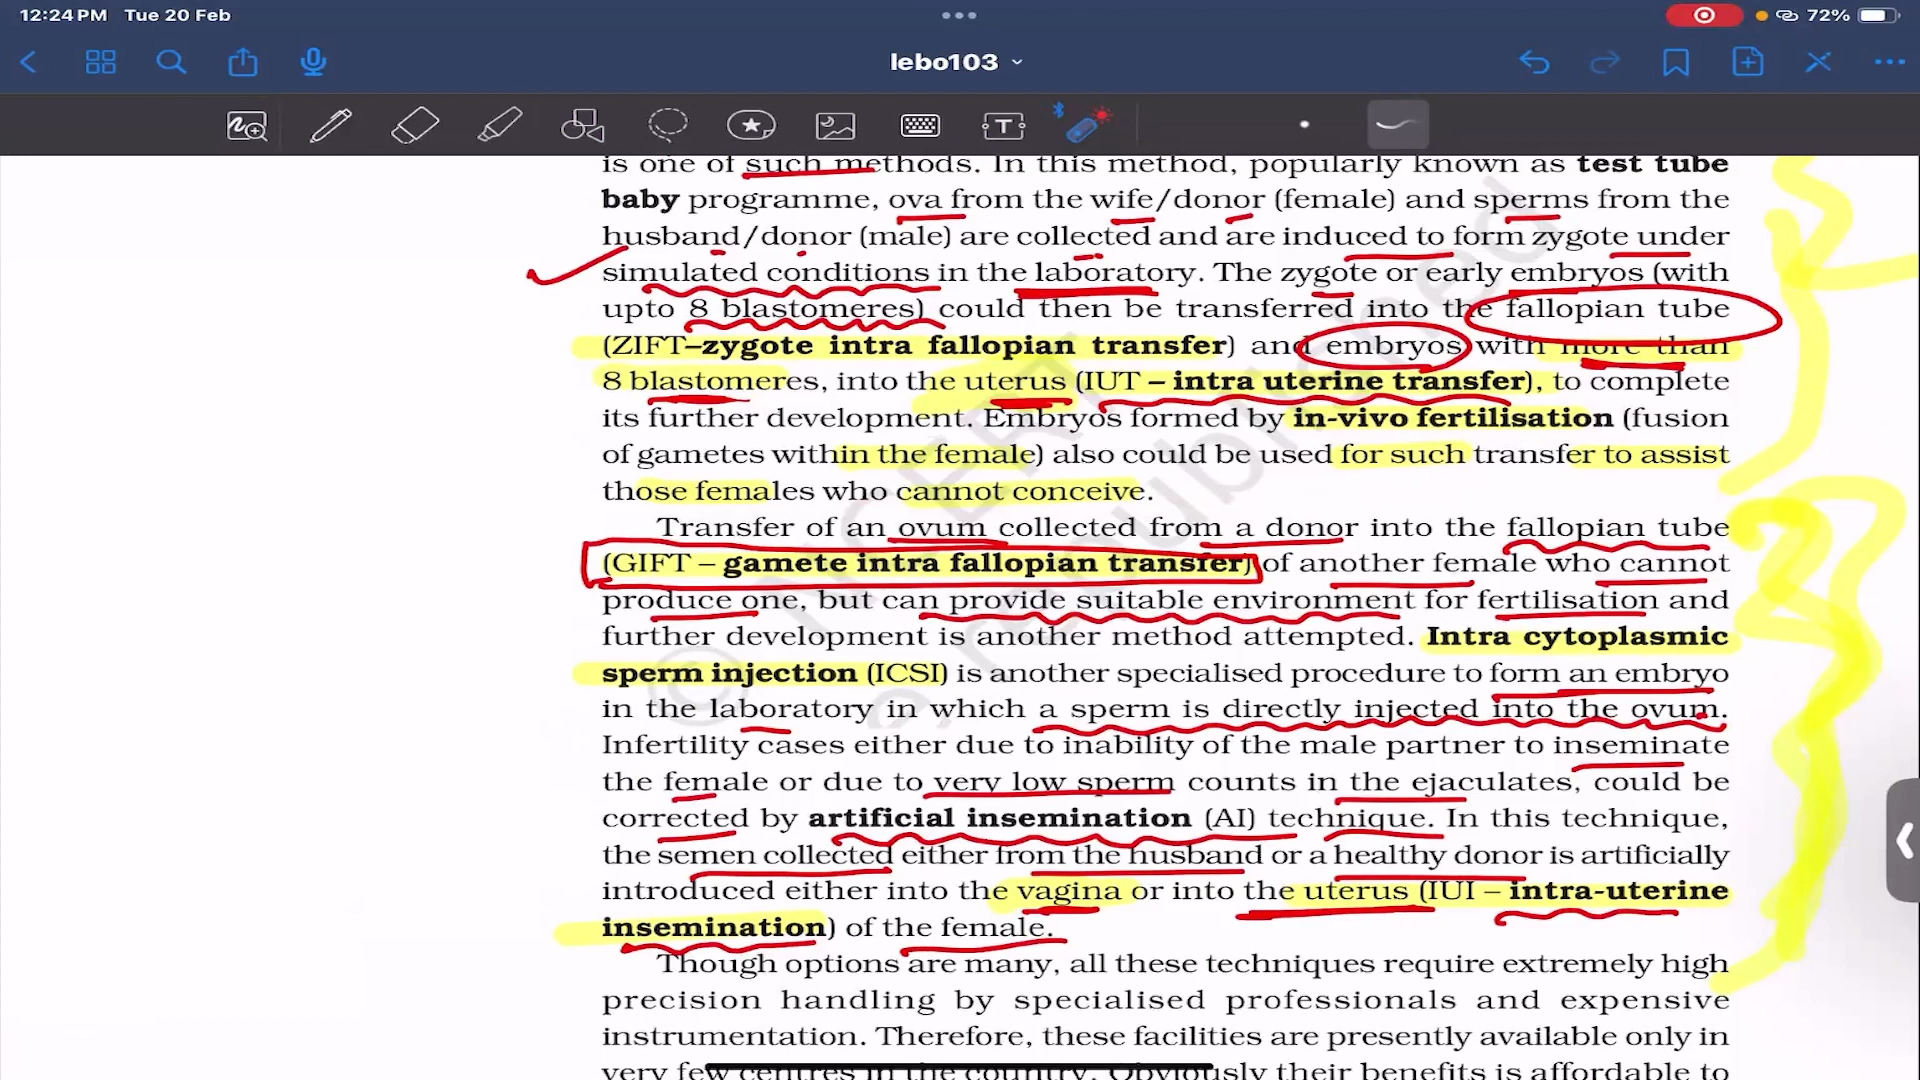 12:24 PM Tue 20 Feb
72%
lebo103
is one of such methods. In this method, popularly known as test tube
baby programme, ova from the wife/donor (female) and sperms from the
husband/donor (male) are collected and are induced to form zygote under
simulated conditions in the laboratory. The zygote or early embryos (with
upto 8 blastomeres) could then be transferred into the fallopian tube
(ZIFT–zygote intra fallopian transfer) and embryos with more than
8 blastomeres, into the uterus (IUT – intra uterine transfer), to complete
its further development. Embryos formed by in-vivo fertilisation (fusion
of gametes within the female) also could be used for such transfer to assist
those females who cannot conceive.
Transfer of an ovum collected from a donor into the fallopian tube
(GIFT – gamete intra fallopian transfer) of another female who cannot
produce one, but can provide suitable environment for fertilisation and
further development is another method attempted. Intra cytoplasmic
sperm injection (ICSI) is another specialised procedure to form an embryo
in the laboratory in which a sperm is directly injected into the ovum.
Infertility cases either due to inability of the male partner to inseminate
the female or due to very low sperm counts in the ejaculates, could be
corrected by artificial insemination (AI) technique. In this technique,
the semen collected either from the husband or a healthy donor is artificially
introduced either into the vagina or into the uterus (IUI – intra-uterine
insemination) of the female.
Though options are many, all these techniques require extremely high
precision handling by specialised professionals and expensive
instrumentation. Therefore, these facilities are presently available only in
very few centres in the country. Obviously their benefits is affordable to